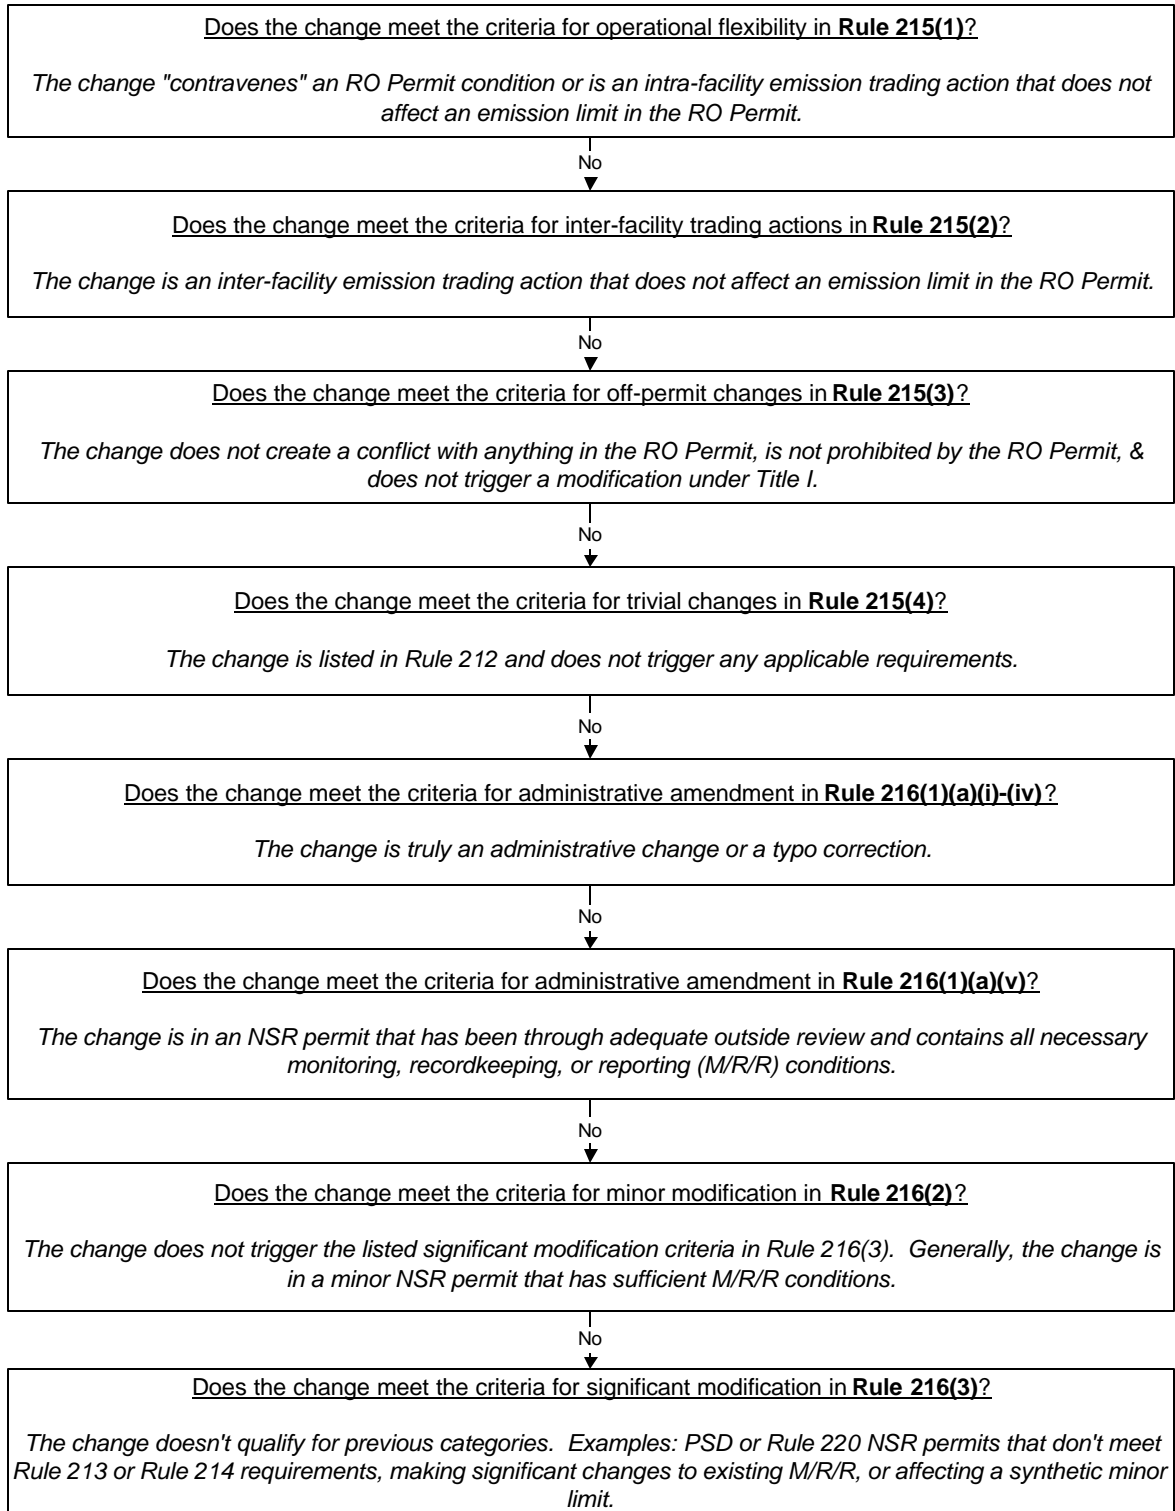 Does the change meet the criteria for operational flexibility in Rule 215(1)?
The change "contravenes" an RO Permit condition or is an intra-facility emission trading action that does not
affect an emission limit in the RO Permit.
No
Does the change meet the criteria for inter-facility trading actions in Rule 215(2)?
The change is an inter-facility emission trading action that does not affect an emission limit in the RO Permit.
No
Does the change meet the criteria for off-permit changes in Rule 215(3)?
The change does not create a conflict with anything in the RO Permit, is not prohibited by the RO Permit, &
does not trigger a modification under Title I.
No
Does the change meet the criteria for trivial changes in Rule 215(4)?
The change is listed in Rule 212 and does not trigger any applicable requirements.
No
Does the change meet the criteria for administrative amendment in Rule 216(1)(a)(i)-(iv)?
The change is truly an administrative change or a typo correction.
No
Does the change meet the criteria for administrative amendment in Rule 216(1)(a)(v)?
The change is in an NSR permit that has been through adequate outside review and contains all necessary
monitoring, recordkeeping, or reporting (M/R/R) conditions.
No
Does the change meet the criteria for minor modification in Rule 216(2)?
The change does not trigger the listed significant modification criteria in Rule 216(3). Generally, the change is
in a minor NSR permit that has sufficient M/R/R conditions.
No
Does the change meet the criteria for significant modification in Rule 216(3)?
The change doesn't qualify for previous categories. Examples: PSD or Rule 220 NSR permits that don't meet
Rule 213 or Rule 214 requirements, making significant changes to existing M/R/R, or affecting a synthetic minor
limit.